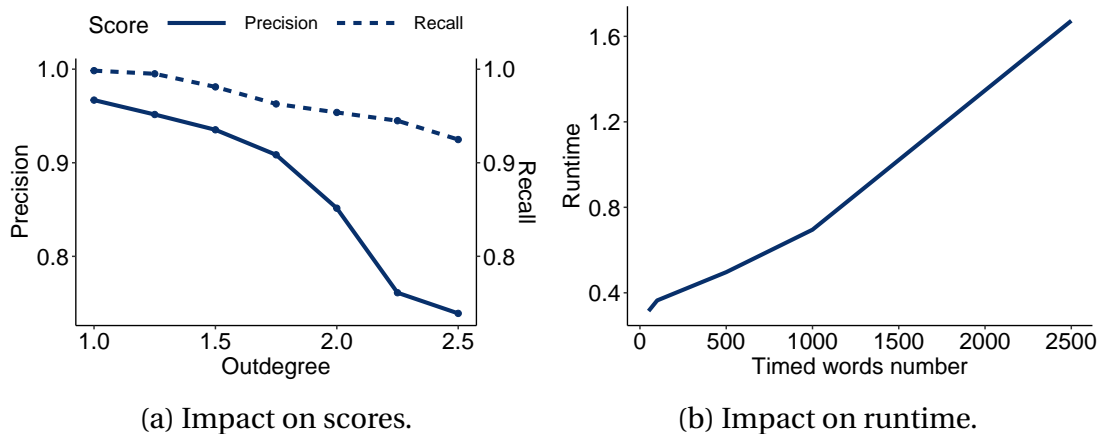 Score Precision Recall
1.0
0.9
0.8
Precision
1.0
0.9
0.8
Recall
1.0 1.5 2.0 2.5
Outdegree
(a) Impact on scores.
1.6
1.2
0.8
0.4
Runtime
0 500 1000 1500 2000 2500
Timed words number
(b) Impact on runtime.